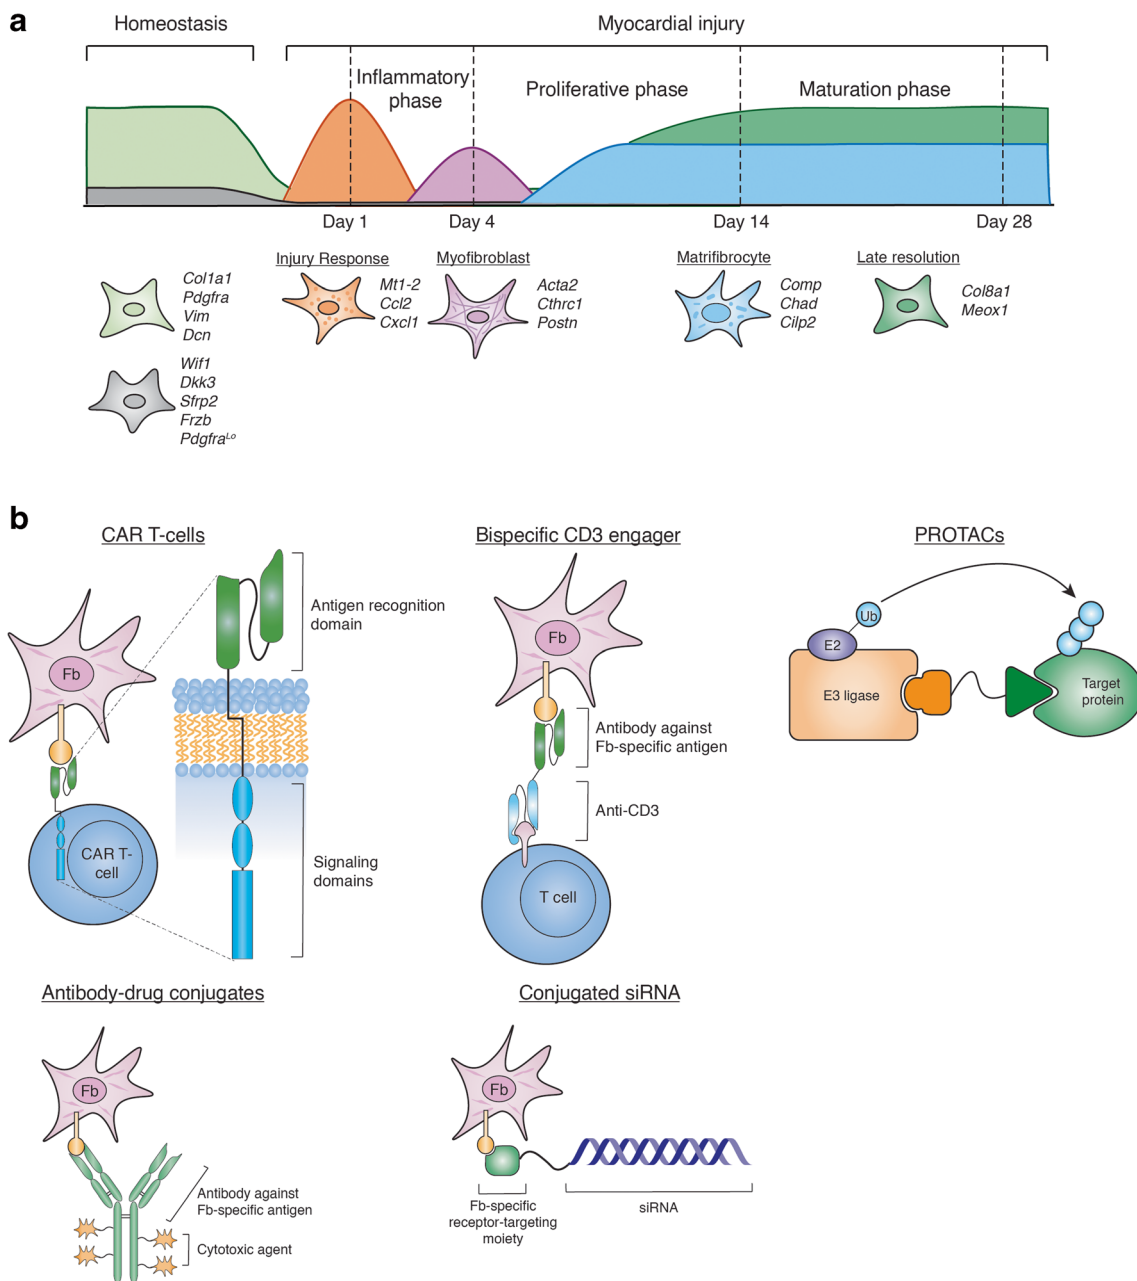 a
Homeostasis
Myocardial injury
Inflammatory
phase
Proliferative phase
Maturation phase
Day 1
Day 4
Day 14
Day 28
Col1a1
Pdgfra
Vim
Dcn
Wif1
Dkk3
Sfrp2
Frzb
PdgfraLo
Injury Response
Mt1-2
Ccl2
Cxcl1
Myofibroblast
Acta2
Cthrc1
Postn
Matrifibrocyte
Comp
Chad
Cilp2
Late resolution
Col8a1
Meox1
b
CAR T-cells
Fb
CAR T-
cell
Antigen recognition
domain
Signaling
domains
Bispecific CD3 engager
Fb
Antibody against
Fb-specific antigen
Anti-CD3
T cell
PROTACs
Ub
E2
E3 ligase
Target
protein
Antibody-drug conjugates
Fb
Antibody against
Fb-specific antigen
Cytotoxic agent
Conjugated siRNA
Fb
Fb-specific
receptor-targeting
moiety
siRNA